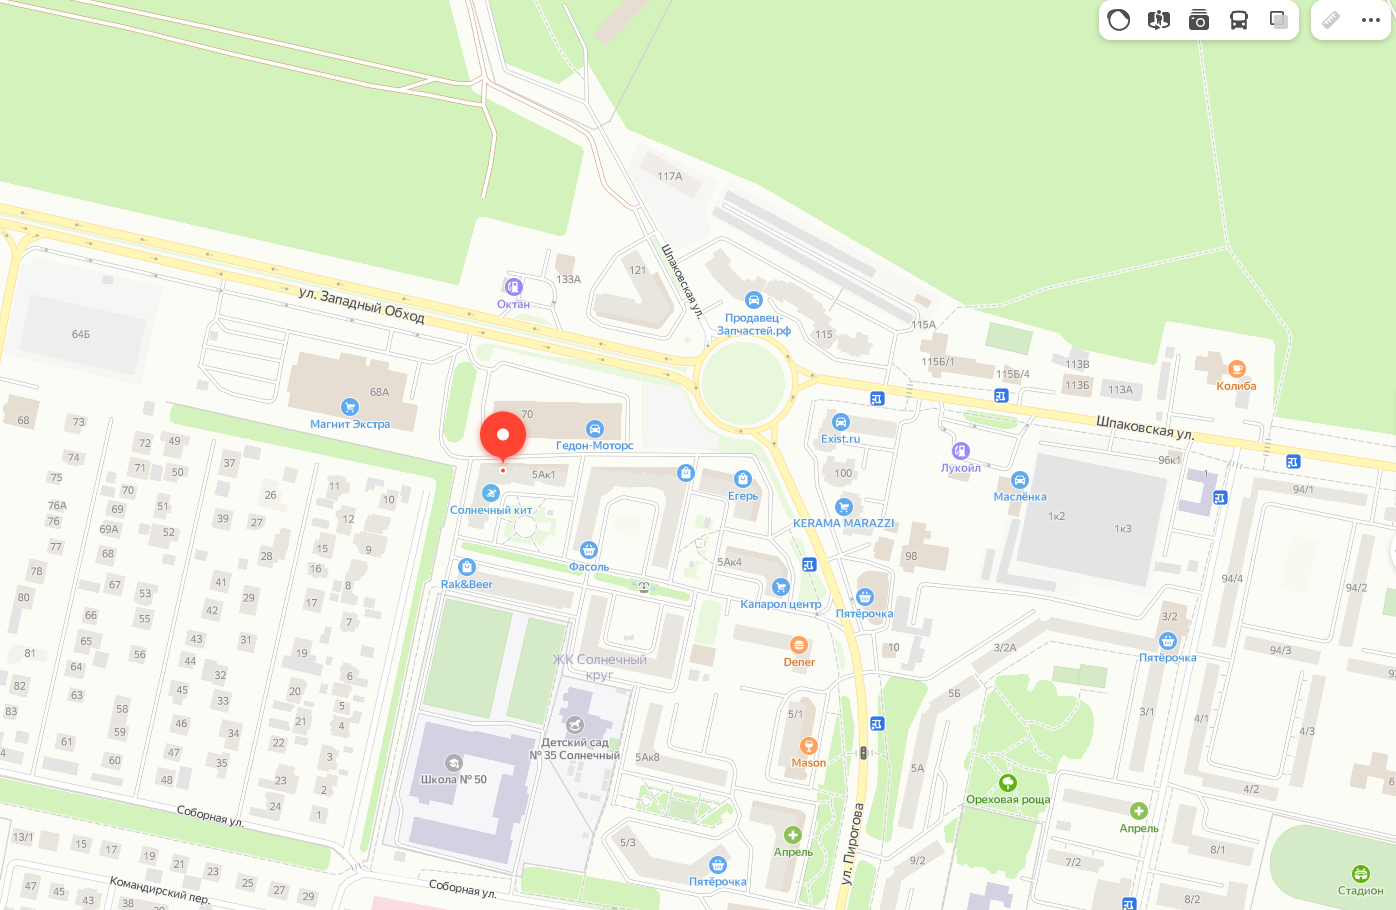 117А
133А
121
Шпаковская ул.
Октан
ул. Западный Обход
Продавец-
Запчастей.рф
115
115А
64Б
115Б/1
115Б/4
113В
113Б
113А
Колиба
68А
Магнит Экстра
70
Гедон-Моторс
Exist.ru
Шпаковская ул.
68
73
72
49
37
74
75
26
10
11
5Ак1
Солнечный кит
Егерь
100
Лукойл
Маслёнка
96к1
94/1
70
51
69
76А
76
69А
52
39
27
12
KERAMA MARAZZI
1к2
1к3
77
68
28
15
9
Фасоль
5Ак4
98
78
67
53
41
16
8
Rak&Beer
Капарол центр
Пятёрочка
94/4
94/2
80
66
55
42
29
17
7
3/2
81
56
43
31
19
ЖК Солнечный
круг
Dener
10
3/2А
Пятёрочка
94/3
64
44
32
82
63
45
20
6
5Б
83
58
46
33
21
5
4
5/1
3/1
4/1
4/3
61
59
60
47
34
22
3
Детский сад
№ 35 Солнечный
5Ак8
Mason
5А
48
35
23
2
Школа № 50
Ореховая роща
4/2
6
Соборная ул.
24
1
Апрель
13/1
15
17
19
21
23
25
27
29
5/3
Апрель
ул. Пирогова
9/2
7/2
8/1
47
45
43
38
Командирский пер.
Соборная ул.
Пятёрочка
8/2
Стадион